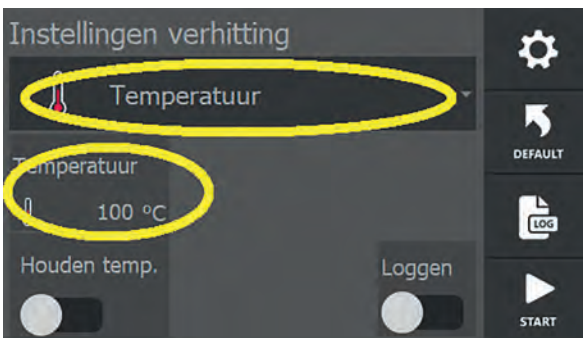 Instellingen verhitting
Temperatuur
DEFAULT
Temperatuur
100 °C
LOG
Houden temp.
Loggen
START